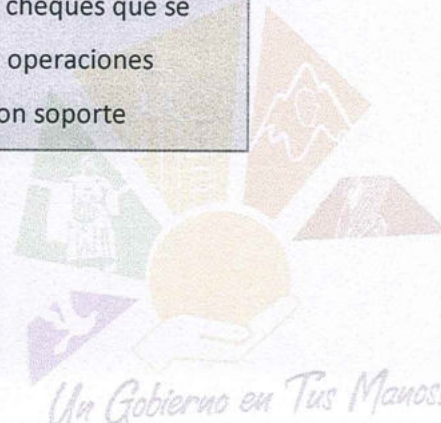 cheques que se
operaciones
on soporte
Un Gobierno en Tus Manos